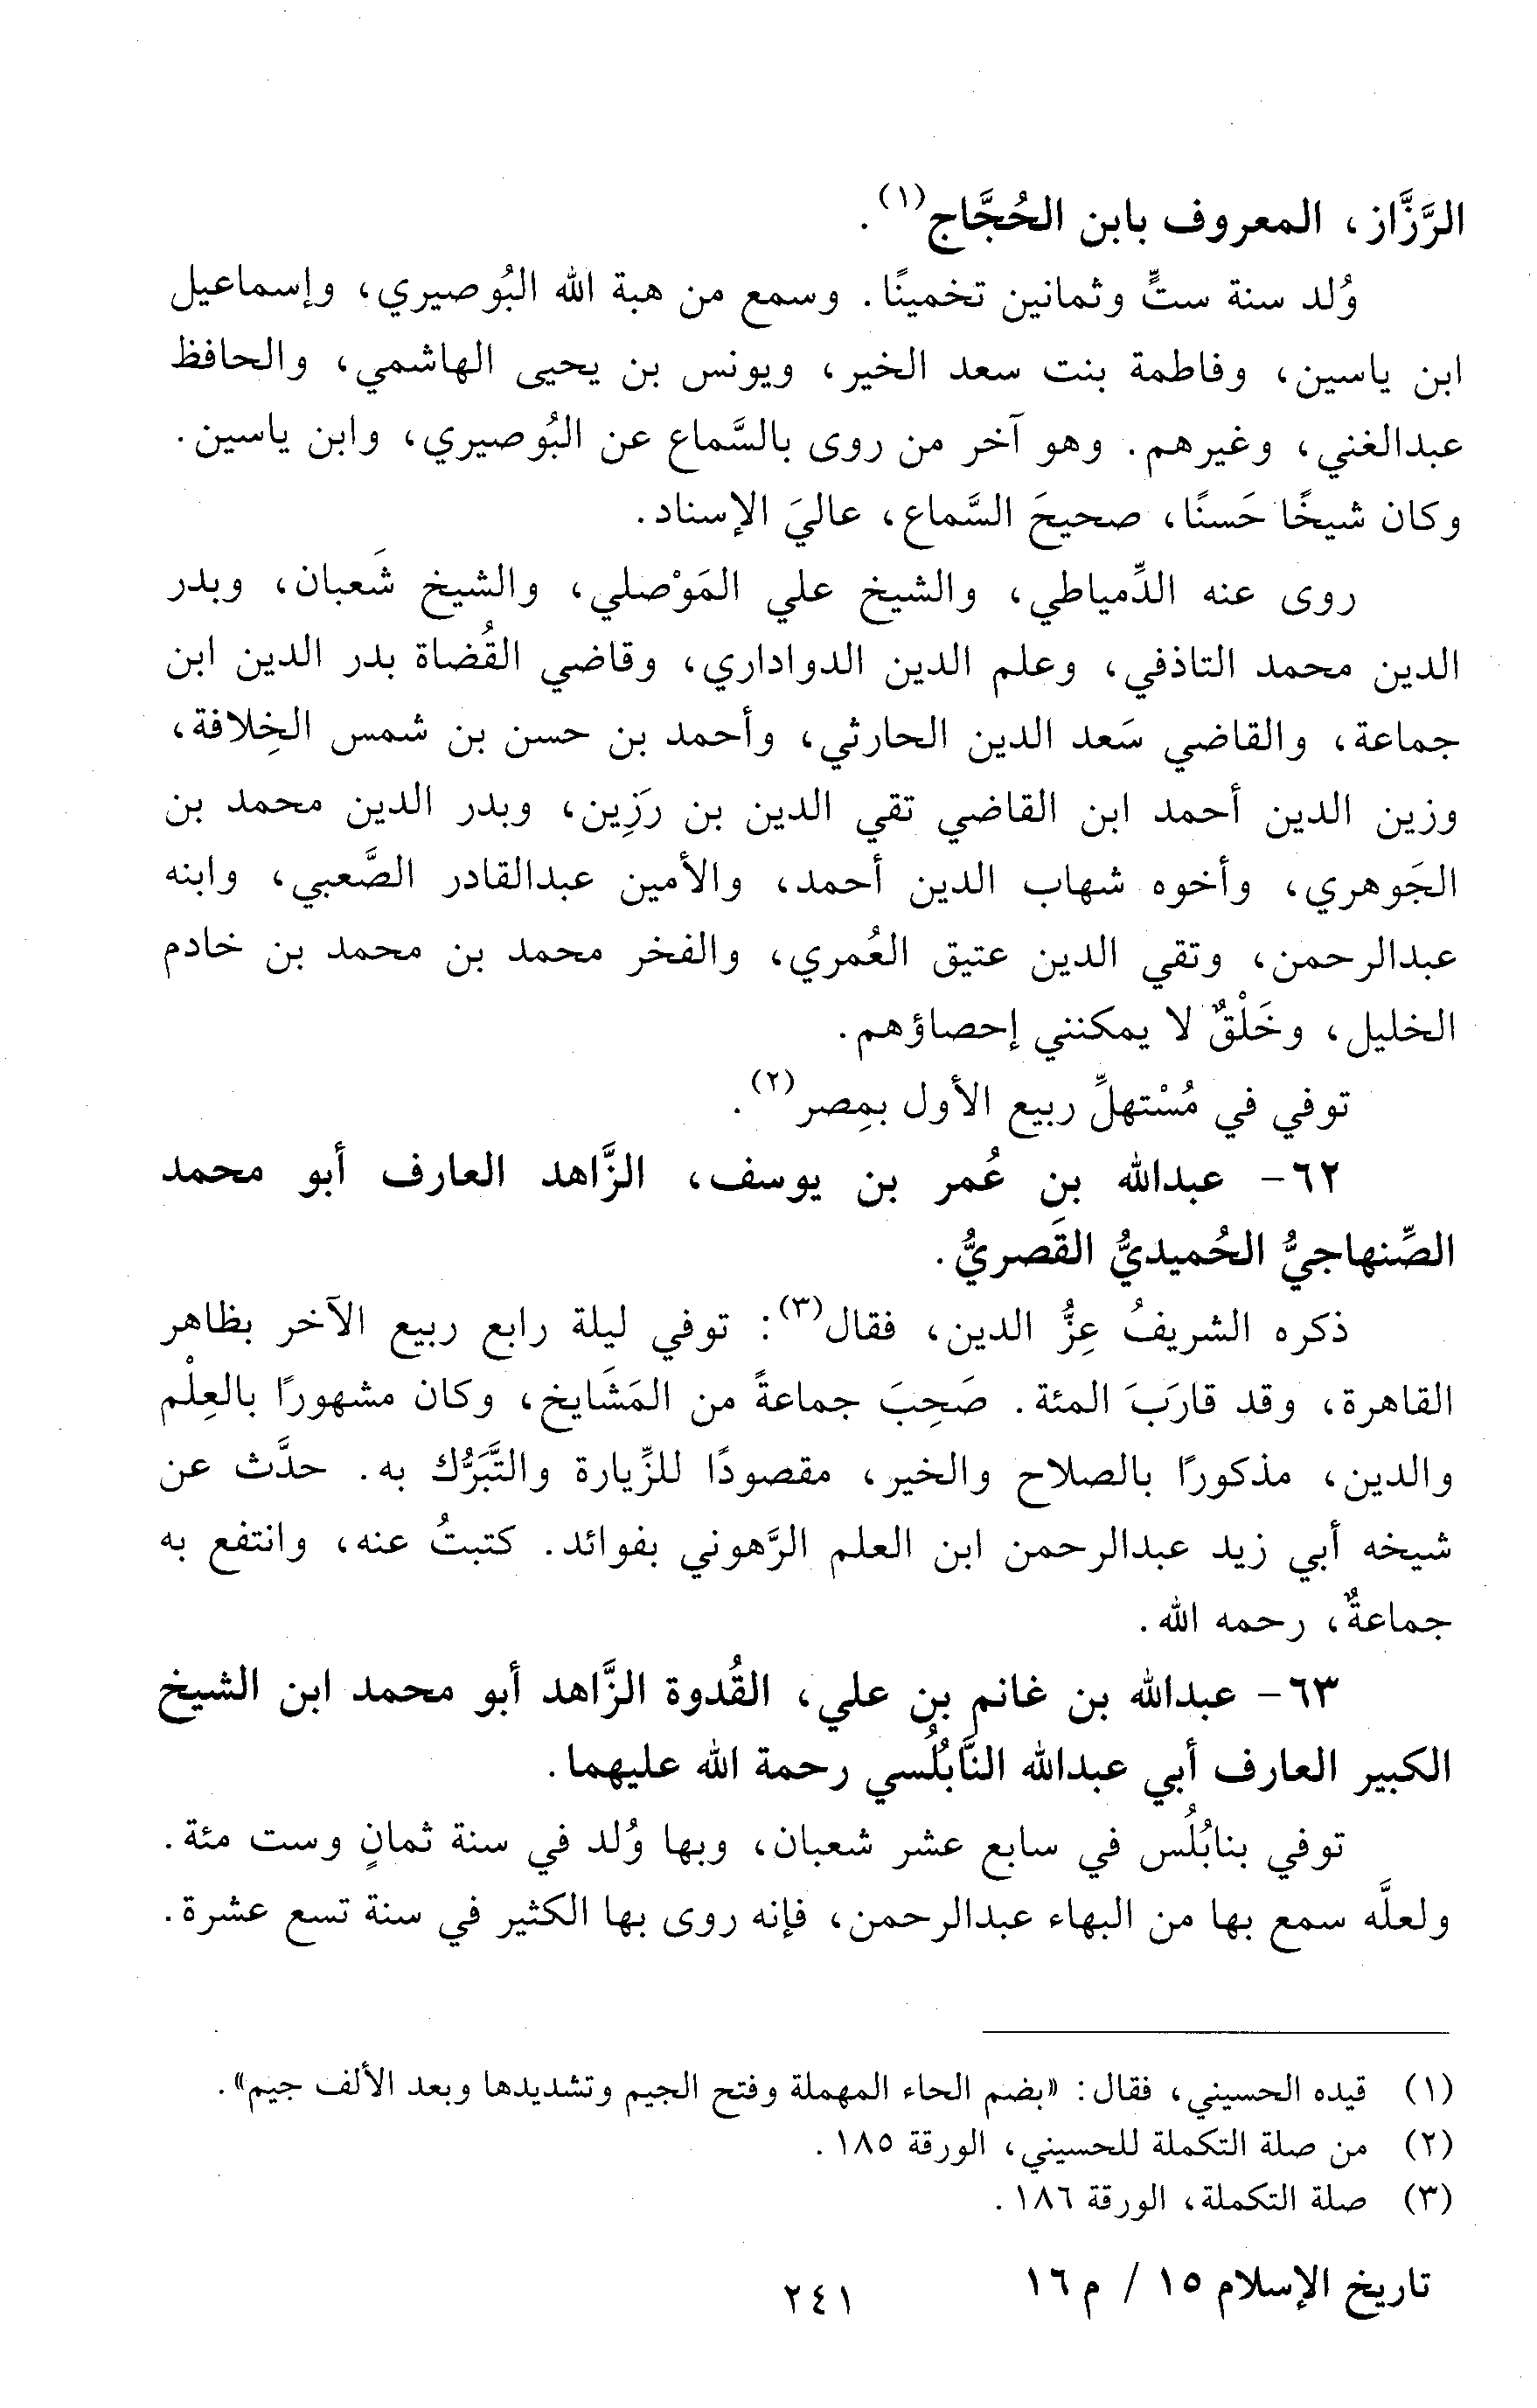 الرَّزَّاز، المعروف بابن الحُجَّاج(١).
وُلد سنة ستٍّ وثمانين تخمينًا. وسمع من هبة الله البُوصيري، وإسماعيل
ابن ياسين، وفاطمة بنت سعد الخير، ويونس بن يحيى الهاشمي، والحافظ
عبدالغني، وغيرهم. وهو آخر من روى بالسَّماع عن البُوصيري، وابن ياسين.
وكان شيخًا حَسنًا، صحيحَ السَّماع، عاليَ الإسناد.
روى عنه الدِّمياطي، والشيخ علي المَوْصلي، والشيخ شَعبان، وبدر
الدين محمد التاذفي، وعلم الدين الدواداري، وقاضي القُضاة بدر الدين ابن
جماعة، والقاضي سَعد الدين الحارثي، وأحمد بن حسن بن شمس الخِلافة،
وزين الدين أحمد ابن القاضي تقي الدين بن رَزِين، وبدر الدين محمد بن
الجَوهري، وأخوه شهاب الدين أحمد، والأمين عبدالقادر الصَّعبي، وابنه
عبدالرحمن، وتقي الدين عتيق العُمري، والفخر محمد بن محمد بن خادم
الخليل، وخَلْقٌ لا يمكنني إحصاؤهم.
توفي في مُسْتهلِّ ربيع الأول بمِصر(٢).
٦٢- عبدالله بن عُمر بن يوسف، الزَّاهد العارف أبو محمد
الصِّنهاجيُّ الحُميديُّ القَصريُّ.
ذكره الشريفُ عِزُّ الدين، فقال(٣): توفي ليلة رابع ربيع الآخر بظاهر
القاهرة، وقد قارَبَ المئة. صَحِبَ جماعةً من المَشَايخ، وكان مشهورًا بالعِلْم
والدين، مذكورًا بالصلاح والخير، مقصودًا للزِّيارة والتَّبَرُّك به. حدَّث عن
شيخه أبي زيد عبدالرحمن ابن العلم الرَّهوني بفوائد. كتبتُ عنه، وانتفع به
جماعةٌ، رحمه الله.
٦٣- عبدالله بن غانم بن علي، القُدوة الزَّاهد أبو محمد ابن الشيخ
الكبير العارف أبي عبدالله النَّابُلُسي رحمة الله عليهما.
توفي بنابُلُس في سابع عشر شعبان، وبها وُلد في سنة ثمانٍ وست مئة.
ولعلَّه سمع بها من البهاء عبدالرحمن، فإنه روى بها الكثير في سنة تسع عشرة.
(١) قيده الحسيني، فقال: «بضم الحاء المهملة وفتح الجيم وتشديدها وبعد الألف جيم».
(٢) من صلة التكملة للحسيني، الورقة ١٨٥.
(٣) صلة التكملة، الورقة ١٨٦.
تاريخ الإسلام ١٥ / م ١٦
٢٤١